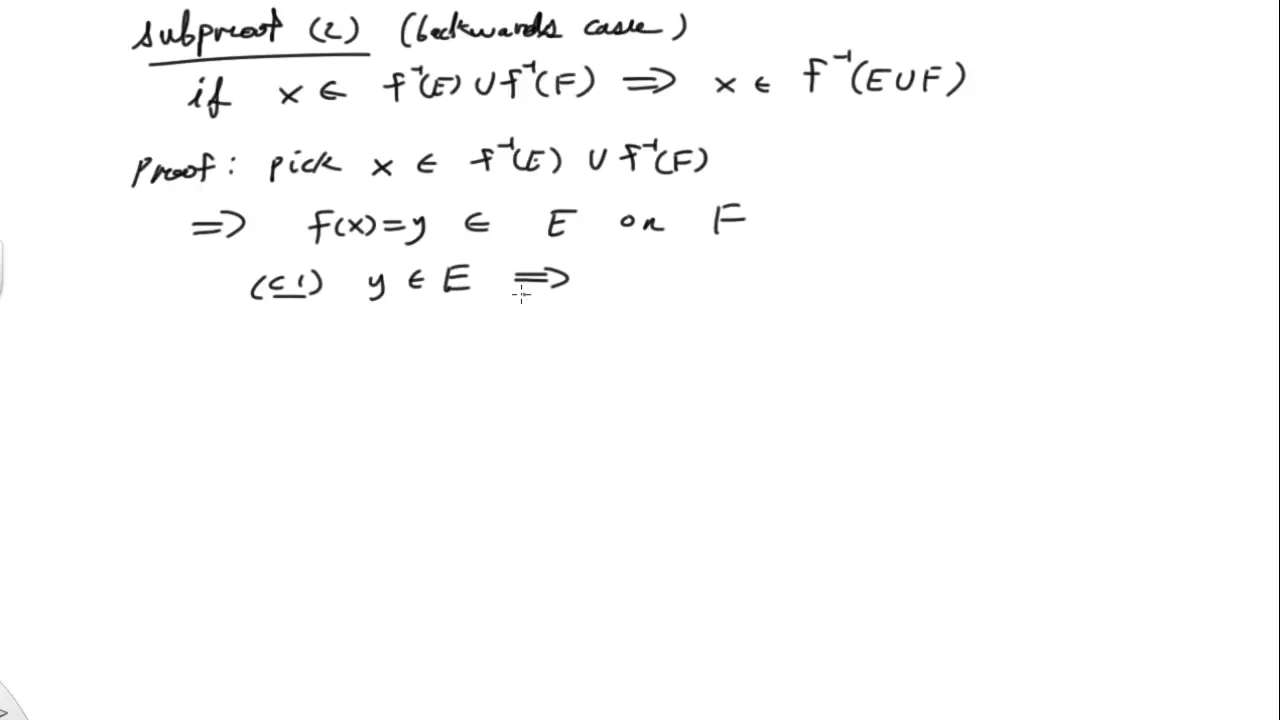 subproof (2) (backwards case)
if x ∈ f⁻¹(E) ∪ f⁻¹(F) ⟹ x ∈ f⁻¹(E∪F)
Proof: pick x ∈ f⁻¹(E) ∪ f⁻¹(F)
⟹ f(x)=y ∈ E or F
(c1) y ∈ E ⟹